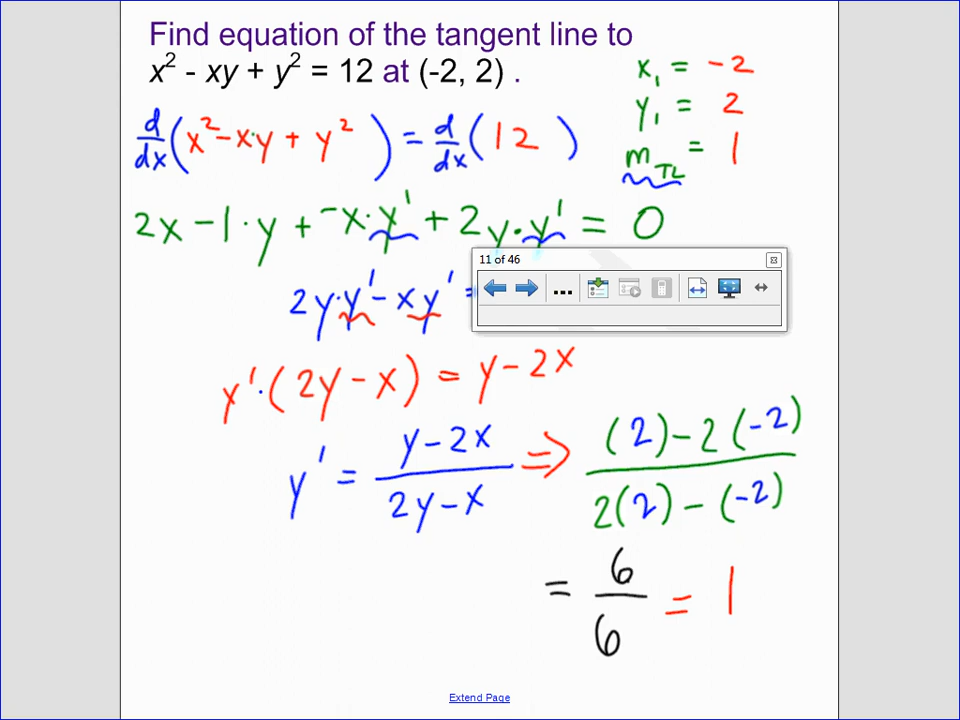 Find equation of the tangent line to
x² - xy + y² = 12 at (-2, 2) .
x₁ = -2
y₁ = 2
m_TL = 1
d/dx (x² - x·y + y²) = d/dx (12)
2x - 1·y + -x·y' + 2y·y' = 0
11 of 46
2y·y' - xy' =
y'·(2y - x) = y - 2x
y' = (y - 2x)/(2y - x) ⇒ ((2) - 2(-2))/(2(2) - (-2))
= 6/6 = 1
Extend Page